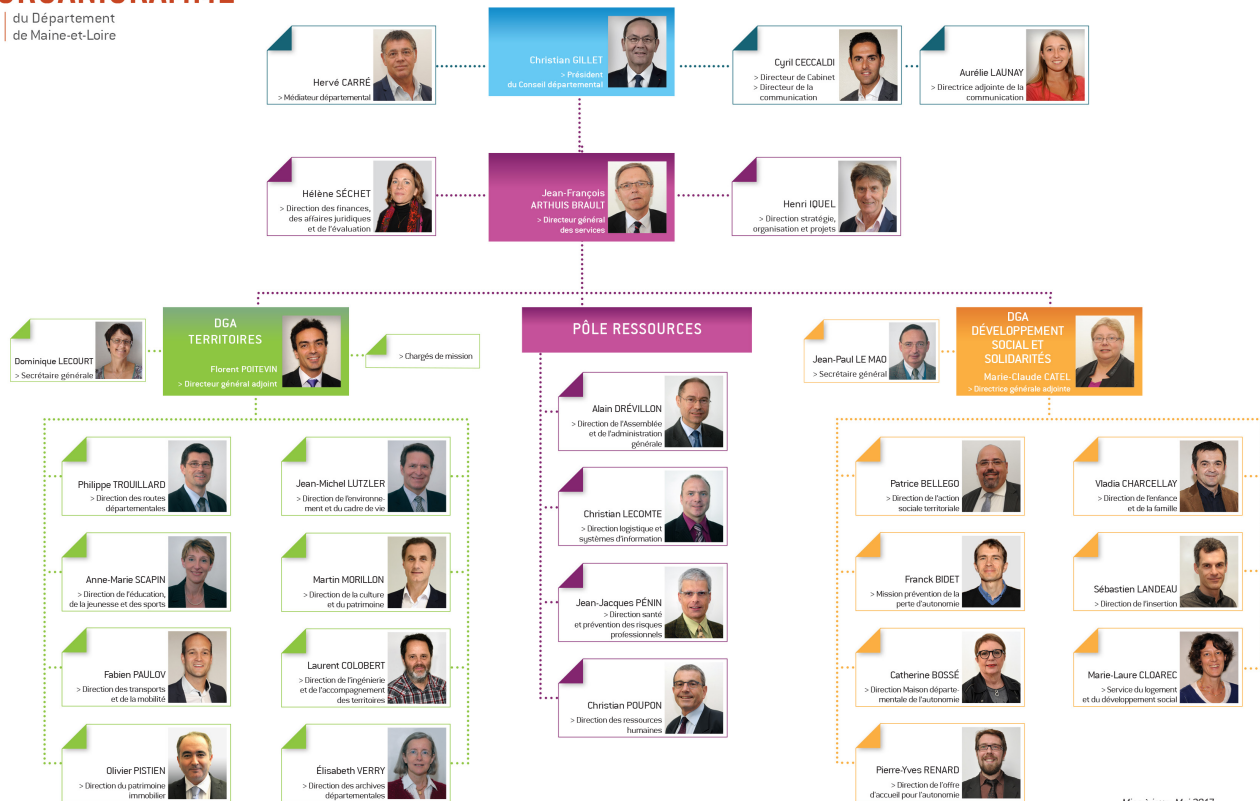 du Département
de Maine-et-Loire
Hervé CARRÉ
> Médiateur départemental
Christian GILLET
> Président
du Conseil départemental
Cyril CECCALDI
> Directeur de Cabinet
> Directeur de la
communication
Aurélie LAUNAY
> Directrice adjointe de la
communication
Hélène SÉCHET
> Direction des finances,
des affaires juridiques
et de l'évaluation
Jean-François
ARTHUIS BRAULT
> Directeur général
des services
Henri IQUEL
> Direction stratégie,
organisation et projets
Dominique LECOURT
> Secrétaire générale
DGA
TERRITOIRES
Florent POITEVIN
> Directeur général adjoint
> Chargés de mission
PÔLE RESSOURCES
Jean-Paul LE MAO
> Secrétaire général
DGA
DÉVELOPPEMENT
SOCIAL ET
SOLIDARITÉS
Marie-Claude CATEL
> Directrice générale adjointe
Philippe TROUILLARD
> Direction des routes
départementales
Jean-Michel LUTZLER
> Direction de l'environne-
ment et du cadre de vie
Anne-Marie SCAPIN
> Direction de l'éducation,
de la jeunesse et des sports
Martin MORILLON
> Direction de la culture
et du patrimoine
Fabien PAULOV
> Direction des transports
et de la mobilité
Laurent COLOBERT
> Direction de l'ingénierie
et de l'accompagnement
des territoires
Olivier PISTIEN
> Direction du patrimoine
immobilier
Élisabeth VERRY
> Direction des archives
départementales
Alain DRÉVILLON
> Direction de l'Assemblée
et de l'administration
générale
Christian LECOMTE
> Direction logistique et
systèmes d'information
Jean-Jacques PÉNIN
> Direction santé
et prévention des risques
professionnels
Christian POUPON
> Direction des ressources
humaines
Patrice BELLEGO
> Direction de l'action
sociale territoriale
Vladia CHARCELLAY
> Direction de l'enfance
et de la famille
Franck BIDET
> Mission prévention de la
perte d'autonomie
Sébastien LANDEAU
> Direction de l'insertion
Catherine BOSSÉ
> Direction Maison départe-
mentale de l'autonomie
Marie-Laure CLOAREC
> Service du logement
et du développement social
Pierre-Yves RENARD
> Direction de l'offre
d'accueil pour l'autonomie